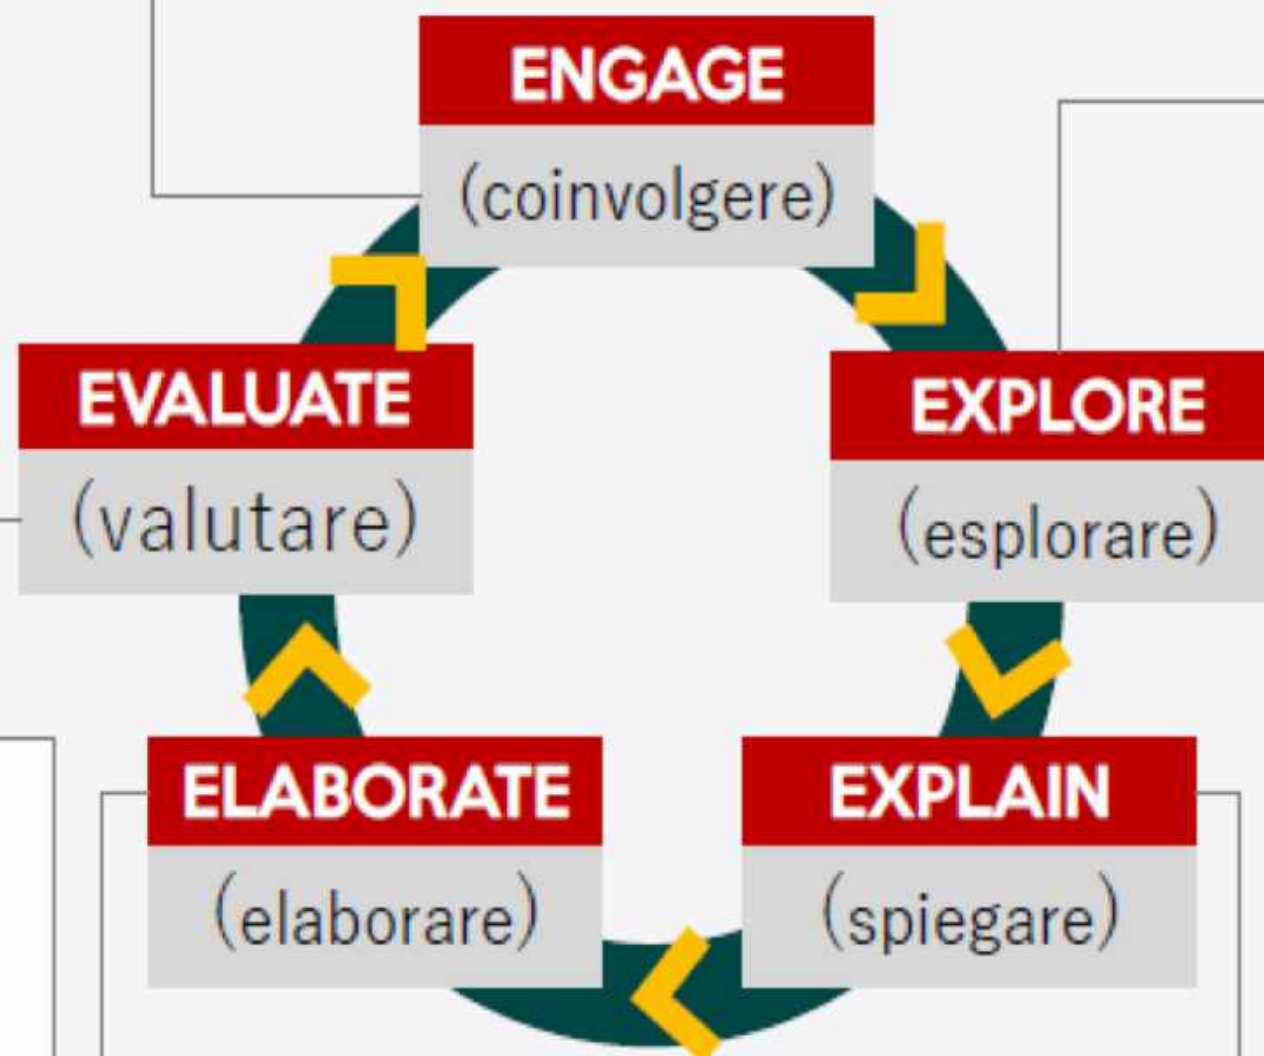 ENGAGE
(coinvolgere)
EXPLORE
(esplorare)
EXPLAIN
(spiegare)
ELABORATE
(elaborare)
EVALUATE
(valutare)